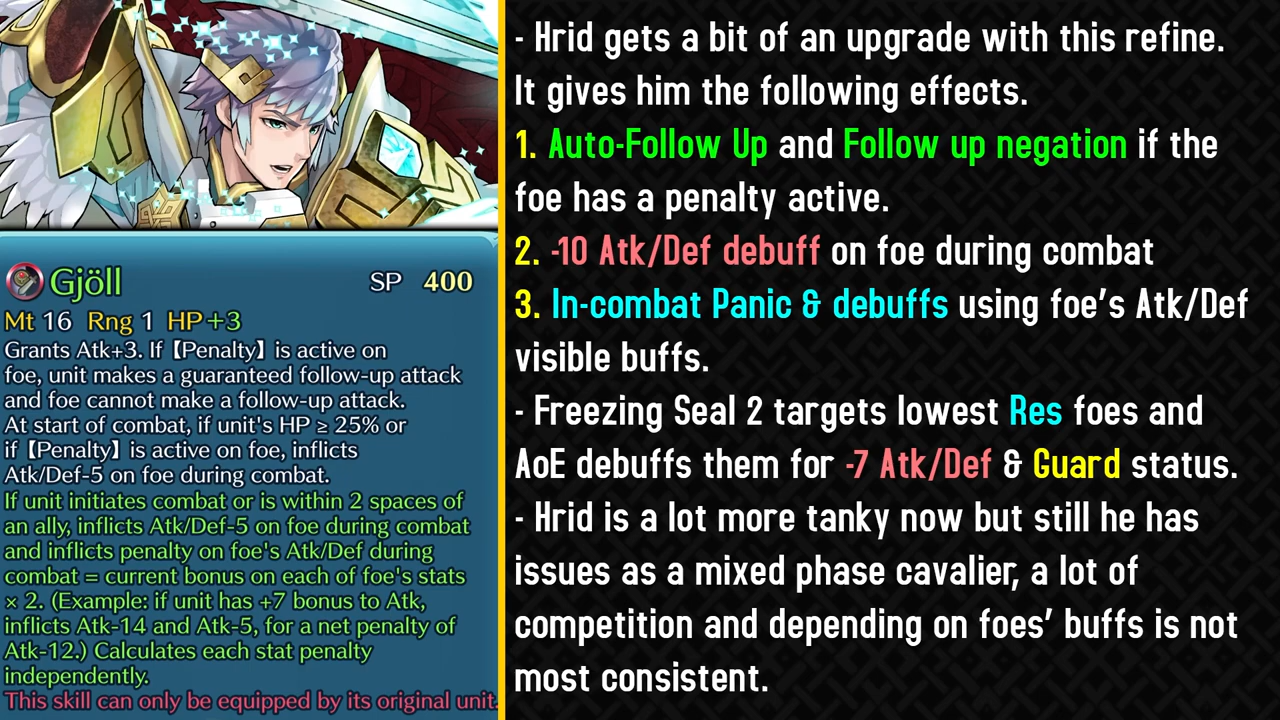 Gjöll
SP 400
Mt 16 Rng 1 HP+3
Grants Atk+3. If【Penalty】is active on
foe, unit makes a guaranteed follow-up attack
and foe cannot make a follow-up attack.
At start of combat, if unit's HP ≥ 25% or
if【Penalty】is active on foe, inflicts
Atk/Def-5 on foe during combat.
If unit initiates combat or is within 2 spaces of
an ally, inflicts Atk/Def-5 on foe during combat
and inflicts penalty on foe's Atk/Def during
combat = current bonus on each of foe's stats
× 2. (Example: if unit has +7 bonus to Atk,
inflicts Atk-14 and Atk-5, for a net penalty of
Atk-12.) Calculates each stat penalty
independently.
This skill can only be equipped by its original unit.
- Hrid gets a bit of an upgrade with this refine.
It gives him the following effects.
1. Auto-Follow Up and Follow up negation if the
foe has a penalty active.
2. -10 Atk/Def debuff on foe during combat
3. In-combat Panic & debuffs using foe's Atk/Def
visible buffs.
- Freezing Seal 2 targets lowest Res foes and
AoE debuffs them for -7 Atk/Def & Guard status.
- Hrid is a lot more tanky now but still he has
issues as a mixed phase cavalier, a lot of
competition and depending on foes' buffs is not
most consistent.